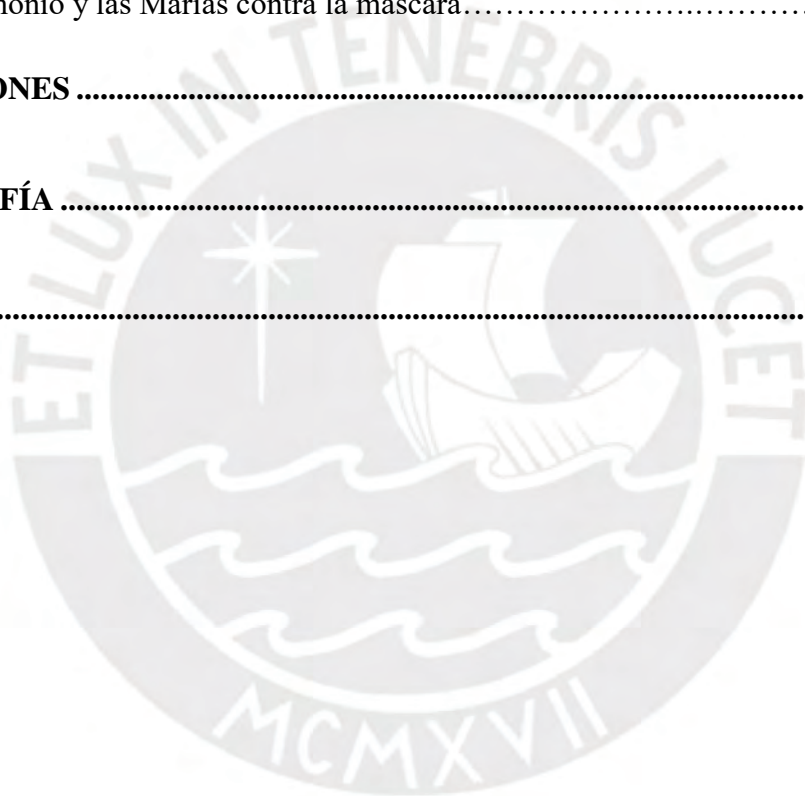 monio y las Marías contra la máscara…………………..…………
ONES ..........................................................................................
FÍA ............................................................................................
....................................................................................................
ET LUX IN TENEBRIS LUCET
MCMXVII